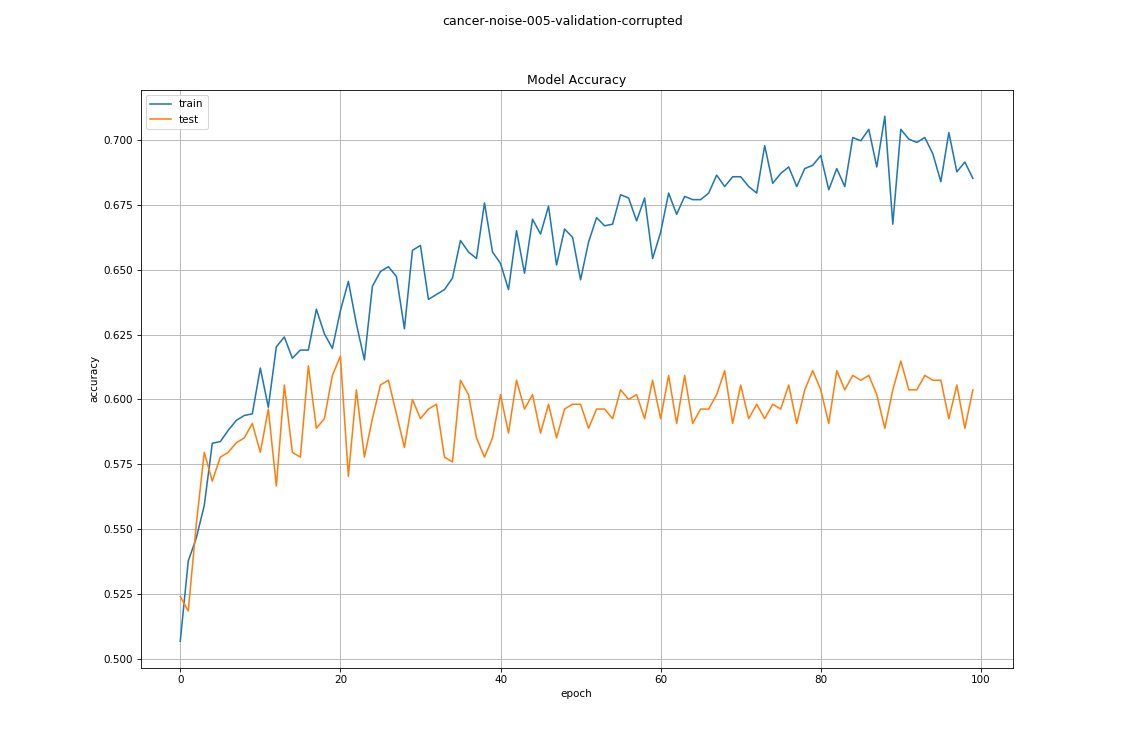 cancer-noise-005-validation-corrupted
Model Accuracy
train
test
0.700
0.675
0.650
0.625
0.600
0.575
0.550
0.525
0.500
accuracy
0 20 40 60 80 100
epoch